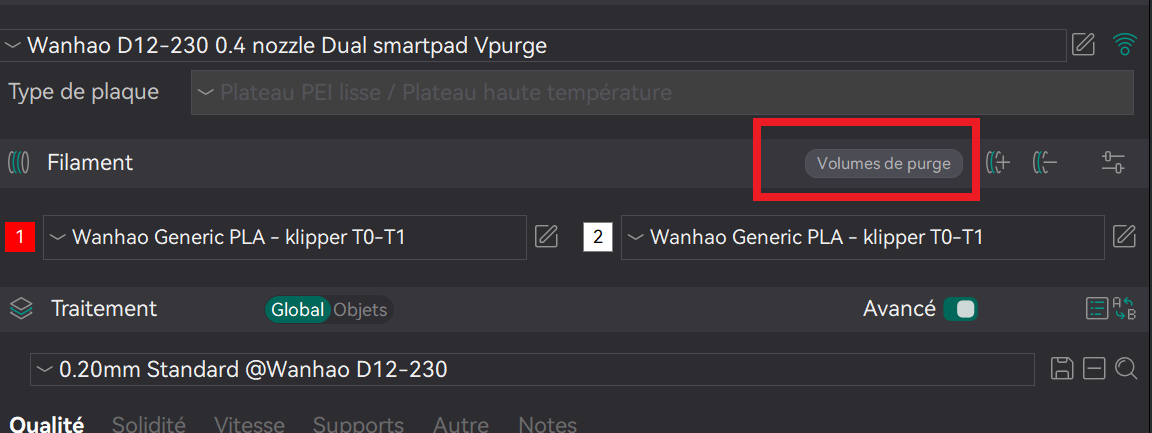 Wanhao D12-230 0.4 nozzle Dual smartpad Vpurge
Type de plaque Plateau PEI lisse / Plateau haute température
Filament Volumes de purge
1 Wanhao Generic PLA - klipper T0-T1 2 Wanhao Generic PLA - klipper T0-T1
Traitement Global Objets Avancé A B
0.20mm Standard @Wanhao D12-230
Qualité Solidité Vitesse Supports Autre Notes